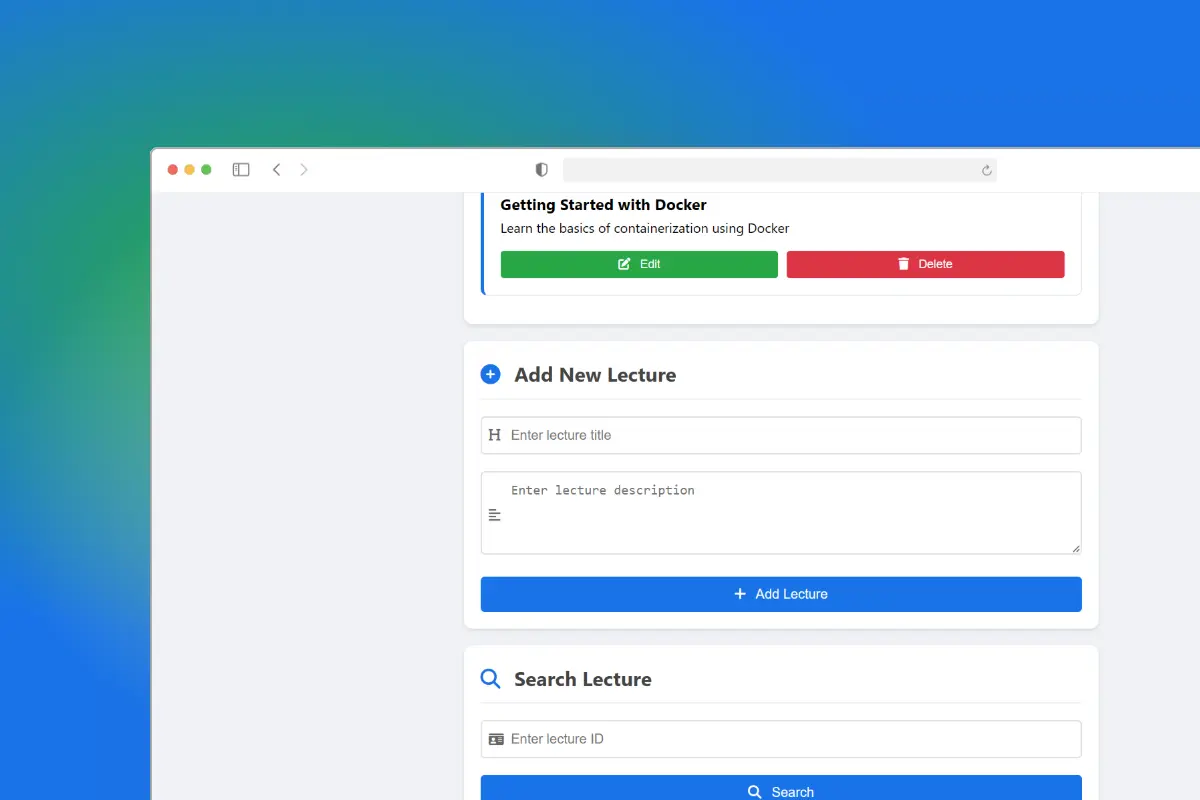 Getting Started with Docker
Learn the basics of containerization using Docker
Edit
Delete
Add New Lecture
Enter lecture title
Enter lecture description
Add Lecture
Search Lecture
Enter lecture ID
Search